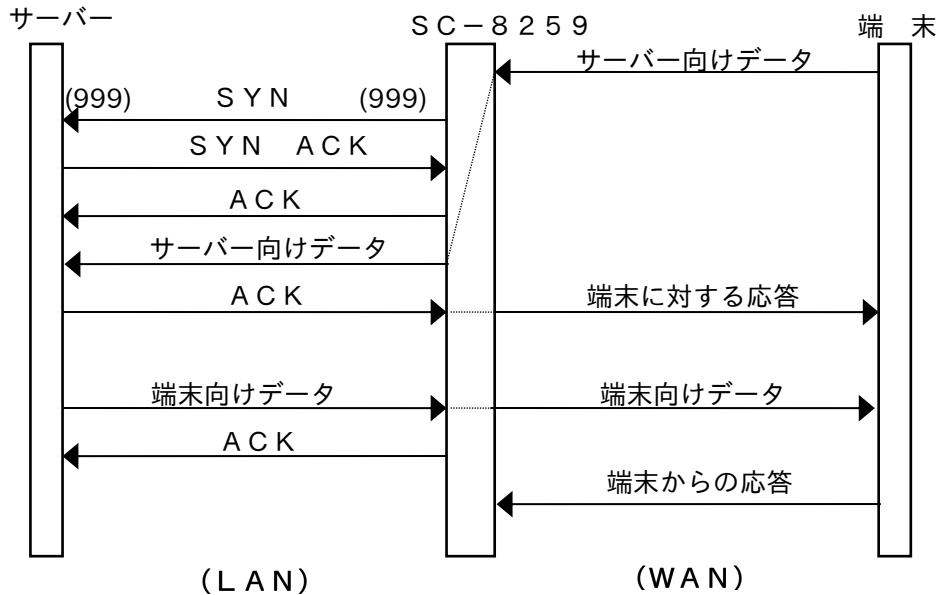 サーバー
ＳＣ－８２５９
端　末
サーバー向けデータ
(999)　ＳＹＮ　(999)
ＳＹＮ　ＡＣＫ
ＡＣＫ
サーバー向けデータ
ＡＣＫ
端末に対する応答
端末向けデータ
端末向けデータ
ＡＣＫ
端末からの応答
（ＬＡＮ）
（ＷＡＮ）